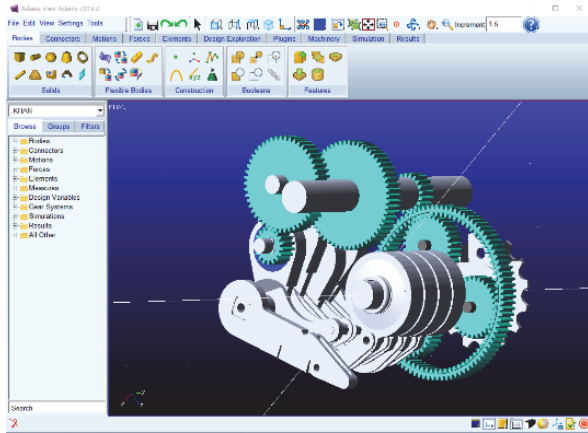 Adams View Adams 2016.2
File Edit View Settings Tools
Increment 1.5
Bodies Connectors Motions Forces Elements Design Exploration Plugins Machinery Simulation Results
Solids Flexible Bodies Construction Booleans Features
.KHAN
KHAN
Browse Groups Filters
Bodies
Connectors
Motions
Forces
Elements
Measures
Design Variables
Gear Systems
Simulations
Results
All Other
Search